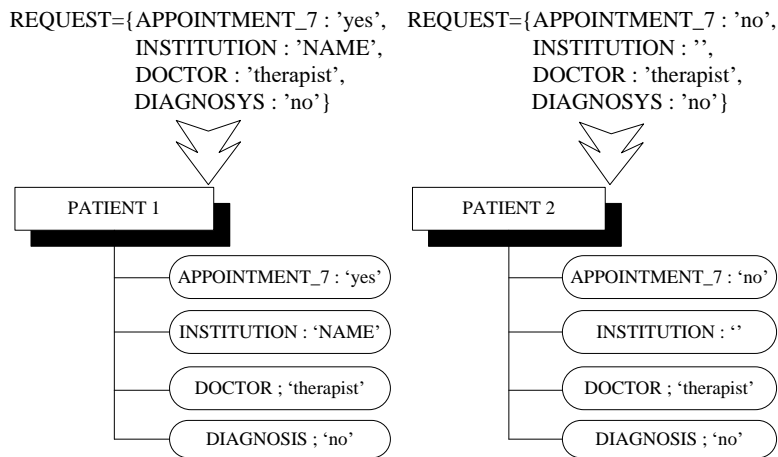 REQUEST={APPOINTMENT_7 : 'yes',
INSTITUTION : 'NAME',
DOCTOR : 'therapist',
DIAGNOSYS : 'no'}
PATIENT 1
APPOINTMENT_7 : ‘yes’
INSTITUTION : ‘NAME’
DOCTOR ; ‘therapist’
DIAGNOSIS ; ‘no’
REQUEST={APPOINTMENT_7 : 'no',
INSTITUTION : '',
DOCTOR : 'therapist',
DIAGNOSYS : 'no'}
PATIENT 2
APPOINTMENT_7 : ‘no’
INSTITUTION : ‘’
DOCTOR ; ‘therapist’
DIAGNOSIS ; ‘no’